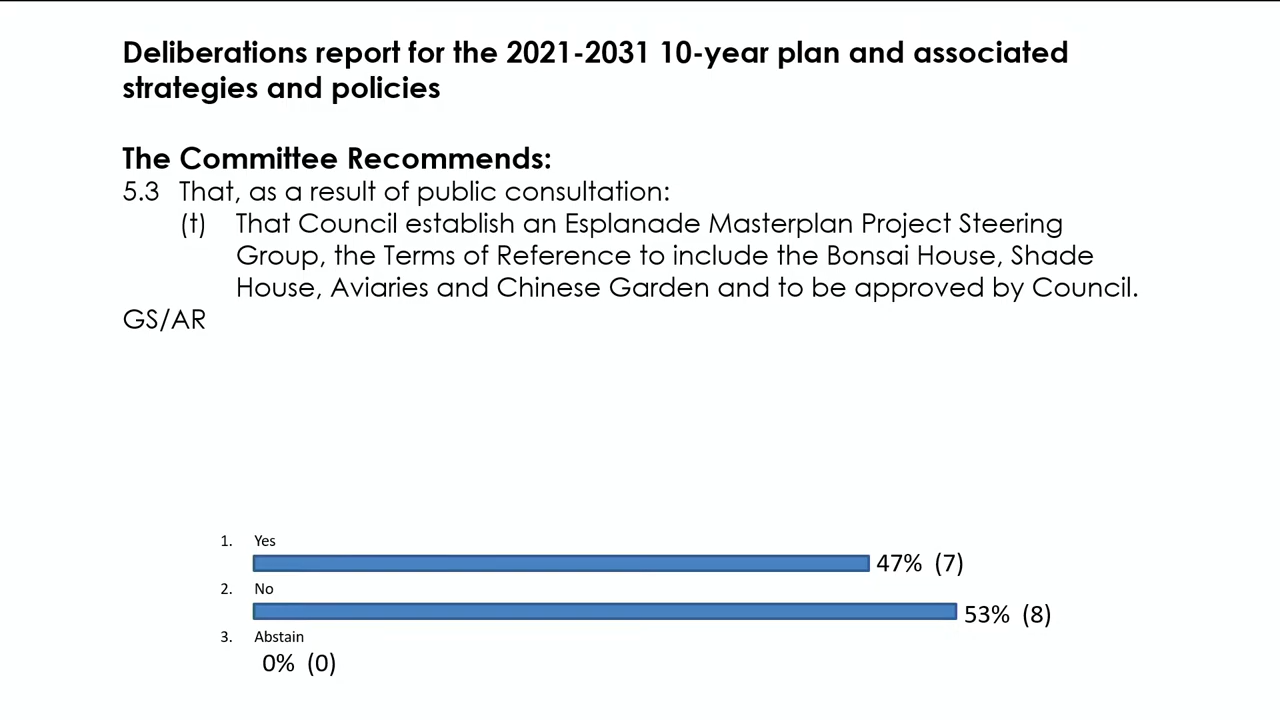 Deliberations report for the 2021-2031 10-year plan and associated
strategies and policies
The Committee Recommends:
5.3 That, as a result of public consultation:
(t) That Council establish an Esplanade Masterplan Project Steering
Group, the Terms of Reference to include the Bonsai House, Shade
House, Aviaries and Chinese Garden and to be approved by Council.
GS/AR
1. Yes
47% (7)
2. No
53% (8)
3. Abstain
0% (0)